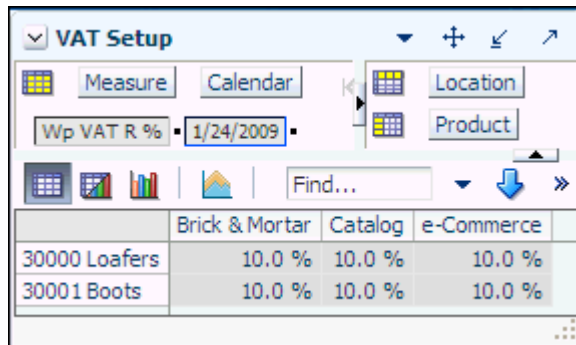 VAT Setup
Measure Calendar Location
Wp VAT R % 1/24/2009 Product
Find...
Brick & Mortar Catalog e-Commerce
30000 Loafers 10.0 % 10.0 % 10.0 %
30001 Boots 10.0 % 10.0 % 10.0 %